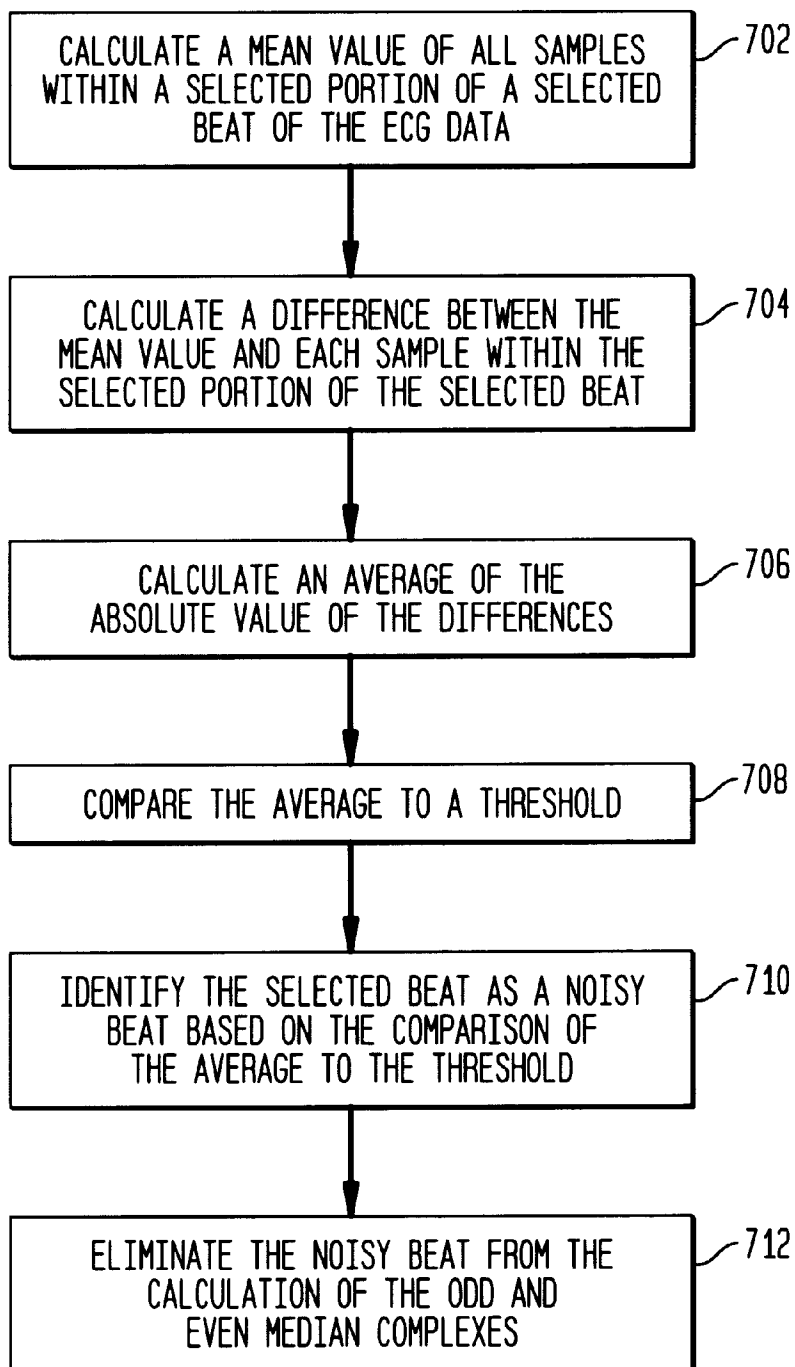 CALCULATE A MEAN VALUE OF ALL SAMPLES
WITHIN A SELECTED PORTION OF A SELECTED
BEAT OF THE ECG DATA
702
CALCULATE A DIFFERENCE BETWEEN THE
MEAN VALUE AND EACH SAMPLE WITHIN THE
SELECTED PORTION OF THE SELECTED BEAT
704
CALCULATE AN AVERAGE OF THE
ABSOLUTE VALUE OF THE DIFFERENCES
706
COMPARE THE AVERAGE TO A THRESHOLD
708
IDENTIFY THE SELECTED BEAT AS A NOISY
BEAT BASED ON THE COMPARISON OF
THE AVERAGE TO THE THRESHOLD
710
ELIMINATE THE NOISY BEAT FROM THE
CALCULATION OF THE ODD AND
EVEN MEDIAN COMPLEXES
712